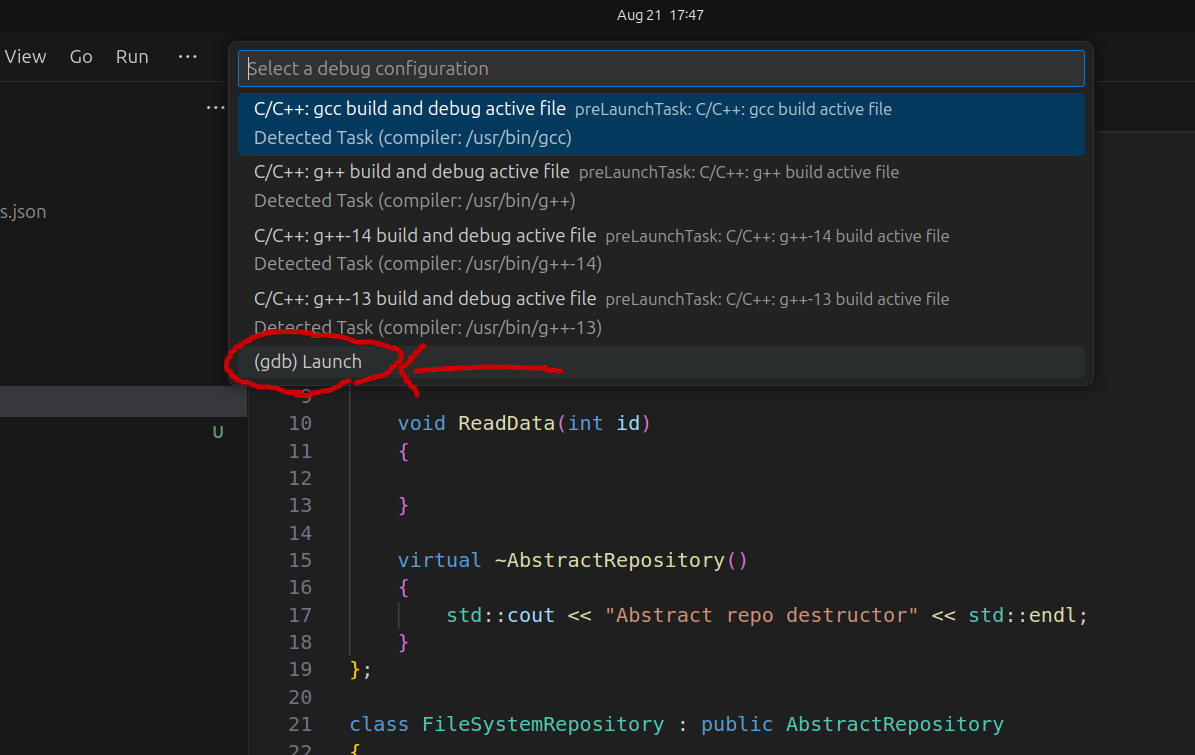 Aug 21 17:47
View Go Run ···
Select a debug configuration
···
C/C++: gcc build and debug active file preLaunchTask: C/C++: gcc build active file
Detected Task (compiler: /usr/bin/gcc)
C/C++: g++ build and debug active file preLaunchTask: C/C++: g++ build active file
Detected Task (compiler: /usr/bin/g++)
s.json
C/C++: g++-14 build and debug active file preLaunchTask: C/C++: g++-14 build active file
Detected Task (compiler: /usr/bin/g++-14)
C/C++: g++-13 build and debug active file preLaunchTask: C/C++: g++-13 build active file
Detected Task (compiler: /usr/bin/g++-13)
(gdb) Launch
9
10 void ReadData(int id)
U
11 {
12
13 }
14
15 virtual ~AbstractRepository()
16 {
17 std::cout << "Abstract repo destructor" << std::endl;
18 }
19 };
20
21 class FileSystemRepository : public AbstractRepository
22 {